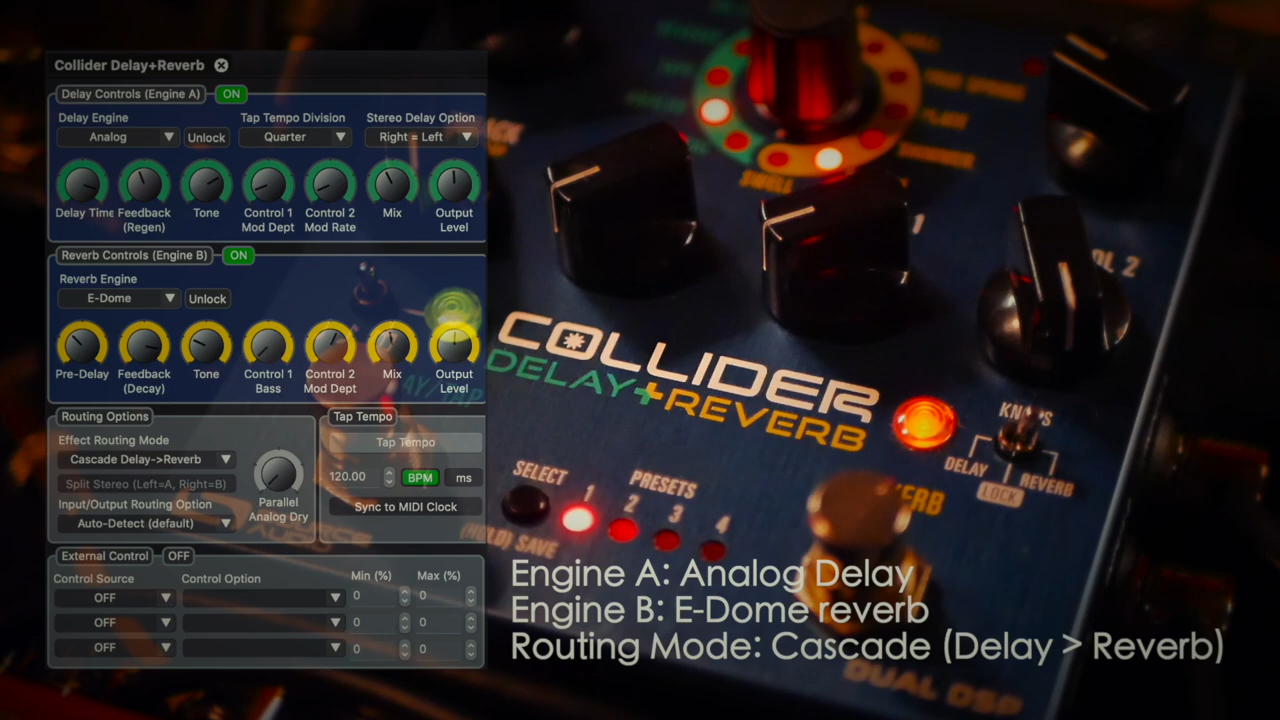 Collider Delay+Reverb
Delay Controls (Engine A) ON
Delay Engine Tap Tempo Division Stereo Delay Option
Analog Unlock Quarter Right = Left
Delay Time Feedback (Regen) Tone Control 1 Mod Dept Control 2 Mod Rate Mix Output Level
Reverb Controls (Engine B) ON
Reverb Engine
E-Dome Unlock
Pre-Delay Feedback (Decay) Tone Control 1 Bass Control 2 Mod Dept Mix Output Level
Routing Options
Effect Routing Mode
Cascade Delay->Reverb
Split Stereo (Left=A, Right=B)
Input/Output Routing Option
Auto-Detect (default)
Parallel
Analog Dry
Tap Tempo
Tap Tempo
120.00 BPM ms
Sync to MIDI Clock
External Control OFF
Control Source Control Option Min (%) Max (%)
OFF 0 0
OFF 0 0
OFF 0 0
COLLIDER
DELAY+REVERB
KNOBS
DELAY LOCK REVERB
SELECT
PRESETS
1 2 3 4
(HOLD) SAVE
DUAL DSP
Engine A: Analog Delay
Engine B: E-Dome reverb
Routing Mode: Cascade (Delay > Reverb)